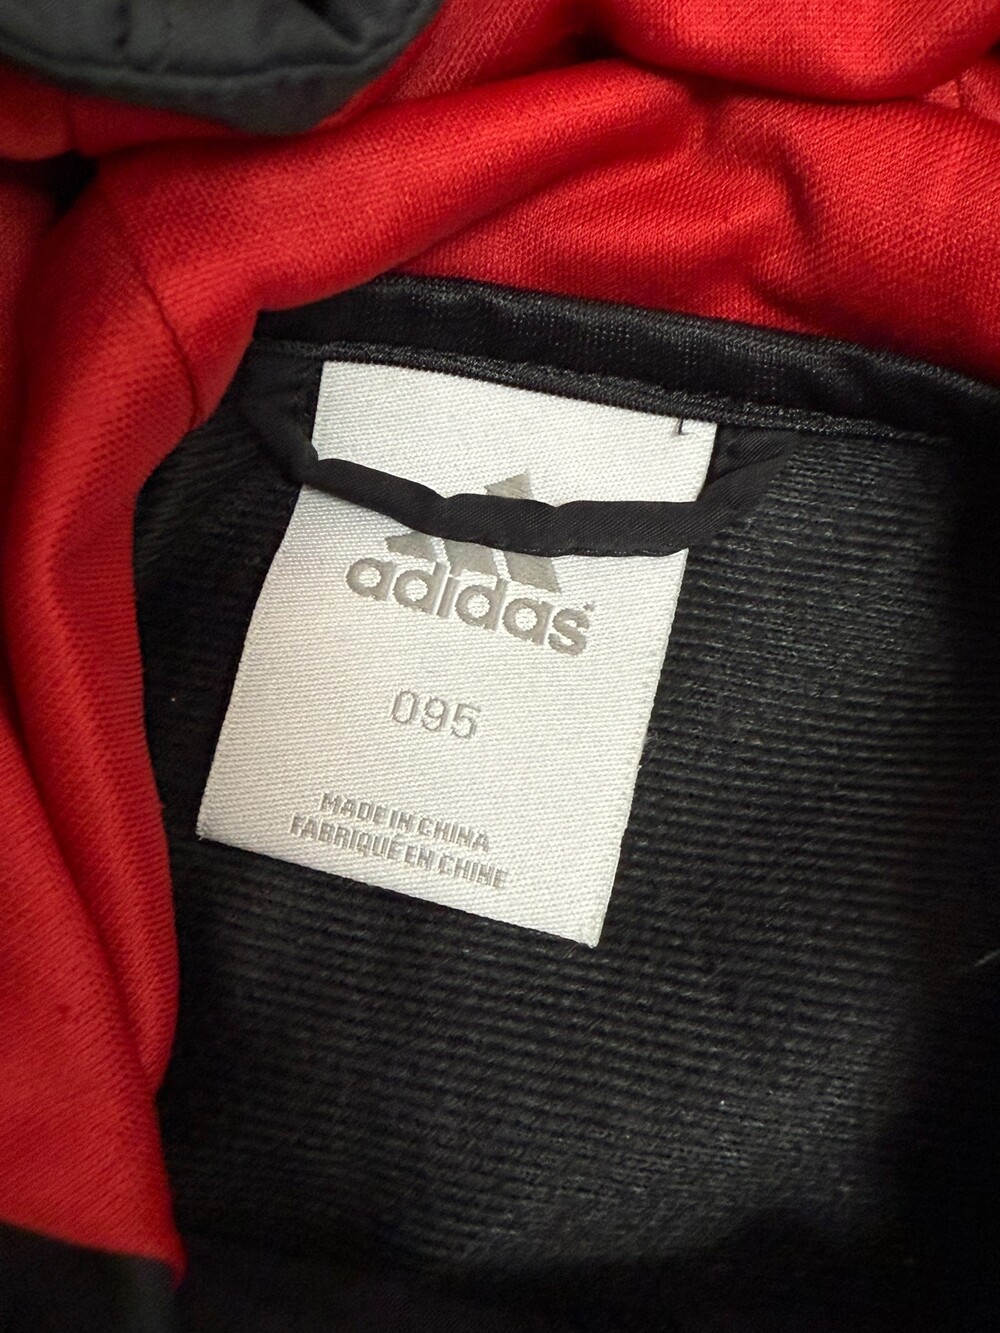 adidas
095
MADE IN CHINA
FABRIQUÉ EN CHINE